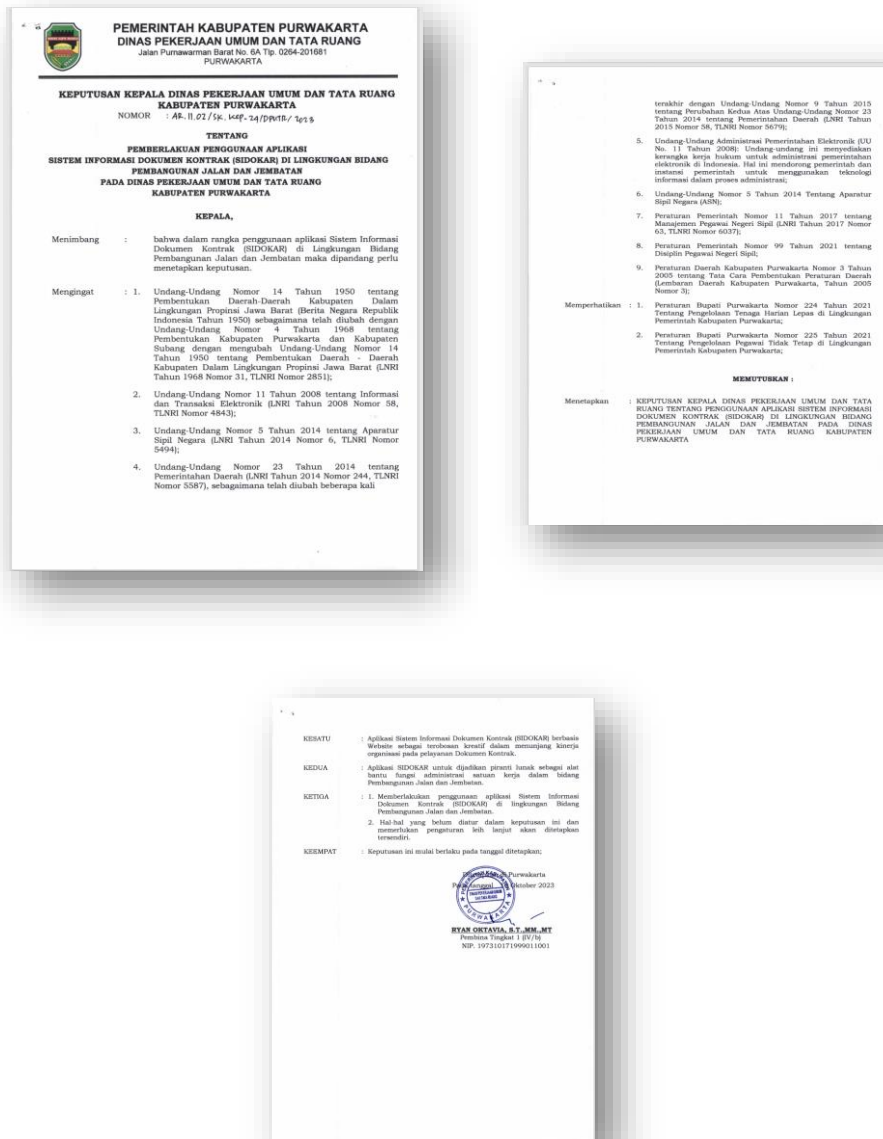 PEMERINTAH KABUPATEN PURWAKARTA
DINAS PEKERJAAN UMUM DAN TATA RUANG
Jalan Purnawarman Barat No. 6A Tlp. 0264-201681
PURWAKARTA
KEPUTUSAN KEPALA DINAS PEKERJAAN UMUM DAN TATA RUANG
KABUPATEN PURWAKARTA
NOMOR : AR.11.02/SK.Kep-24/DPUTR/2023
TENTANG
PEMBERLAKUAN PENGGUNAAN APLIKASI
SISTEM INFORMASI DOKUMEN KONTRAK (SIDOKAR) DI LINGKUNGAN BIDANG
PEMBANGUNAN JALAN DAN JEMBATAN
PADA DINAS PEKERJAAN UMUM DAN TATA RUANG
KABUPATEN PURWAKARTA
KEPALA,
Menimbang : bahwa dalam rangka penggunaan aplikasi Sistem Informasi
Dokumen Kontrak (SIDOKAR) di Lingkungan Bidang
Pembangunan Jalan dan Jembatan maka dipandang perlu
menetapkan keputusan.
Mengingat : 1. Undang-Undang Nomor 14 Tahun 1950 tentang
Pembentukan Daerah-Daerah Kabupaten Dalam
Lingkungan Propinsi Jawa Barat (Berita Negara Republik
Indonesia Tahun 1950) sebagaimana telah diubah dengan
Undang-Undang Nomor 4 Tahun 1968 tentang
Pembentukan Kabupaten Purwakarta dan Kabupaten
Subang dengan mengubah Undang-Undang Nomor 14
Tahun 1950 tentang Pembentukan Daerah - Daerah
Kabupaten Dalam Lingkungan Propinsi Jawa Barat (LNRI
Tahun 1968 Nomor 31, TLNRI Nomor 2851);
2. Undang-Undang Nomor 11 Tahun 2008 tentang Informasi
dan Transaksi Elektronik (LNRI Tahun 2008 Nomor 58,
TLNRI Nomor 4843);
3. Undang-Undang Nomor 5 Tahun 2014 tentang Aparatur
Sipil Negara (LNRI Tahun 2014 Nomor 6, TLNRI Nomor
5494);
4. Undang-Undang Nomor 23 Tahun 2014 tentang
Pemerintahan Daerah (LNRI Tahun 2014 Nomor 244, TLNRI
Nomor 5587), sebagaimana telah diubah beberapa kali
terakhir dengan Undang-Undang Nomor 9 Tahun 2015
tentang Perubahan Kedua Atas Undang-Undang Nomor 23
Tahun 2014 tentang Pemerintahan Daerah (LNRI Tahun
2015 Nomor 58, TLNRI Nomor 5679);
5. Undang-Undang Administrasi Pemerintahan Elektronik (UU
No. 11 Tahun 2008): Undang-undang ini menyediakan
kerangka kerja hukum untuk administrasi pemerintahan
elektronik di Indonesia. Hal ini mendorong pemerintah dan
instansi pemerintah untuk menggunakan teknologi
informasi dalam proses administrasi;
6. Undang-Undang Nomor 5 Tahun 2014 Tentang Aparatur
Sipil Negara (ASN);
7. Peraturan Pemerintah Nomor 11 Tahun 2017 tentang
Manajemen Pegawai Negeri Sipil (LNRI Tahun 2017 Nomor
63, TLNRI Nomor 6037);
8. Peraturan Pemerintah Nomor 99 Tahun 2021 tentang
Disiplin Pegawai Negeri Sipil;
9. Peraturan Daerah Kabupaten Purwakarta Nomor 3 Tahun
2005 tentang Tata Cara Pembentukan Peraturan Daerah
(Lembaran Daerah Kabupaten Purwakarta, Tahun 2005
Nomor 3);
Memperhatikan : 1. Peraturan Bupati Purwakarta Nomor 224 Tahun 2021
Tentang Pengelolaan Tenaga Harian Lepas di Lingkungan
Pemerintah Kabupaten Purwakarta;
2. Peraturan Bupati Purwakarta Nomor 225 Tahun 2021
Tentang Pengelolaan Pegawai Tidak Tetap di Lingkungan
Pemerintah Kabupaten Purwakarta;
MEMUTUSKAN :
Menetapkan : KEPUTUSAN KEPALA DINAS PEKERJAAN UMUM DAN TATA
RUANG TENTANG PENGGUNAAN APLIKASI SISTEM INFORMASI
DOKUMEN KONTRAK (SIDOKAR) DI LINGKUNGAN BIDANG
PEMBANGUNAN JALAN DAN JEMBATAN PADA DINAS
PEKERJAAN UMUM DAN TATA RUANG KABUPATEN
PURWAKARTA
KESATU : Aplikasi Sistem Informasi Dokumen Kontrak (SIDOKAR) berbasis
Website sebagai terobosan kreatif dalam menunjang kinerja
organisasi pada pelayanan Dokumen Kontrak.
KEDUA : Aplikasi SIDOKAR untuk dijadikan piranti lunak sebagai alat
bantu fungsi administrasi satuan kerja dalam bidang
Pembangunan Jalan dan Jembatan.
KETIGA : 1. Memberlakukan penggunaan aplikasi Sistem Informasi
Dokumen Kontrak (SIDOKAR) di lingkungan Bidang
Pembangunan Jalan dan Jembatan.
2. Hal-hal yang belum diatur dalam keputusan ini dan
memerlukan pengaturan leih lanjut akan ditetapkan
tersendiri.
KEEMPAT : Keputusan ini mulai berlaku pada tanggal ditetapkan;
Purwakarta
Pada tanggal Oktober 2023
PURWAKARTA
RYAN OKTAVIA, S.T.,MM.,MT
Pembina Tingkat 1 (IV/b)
NIP. 197310171999011001